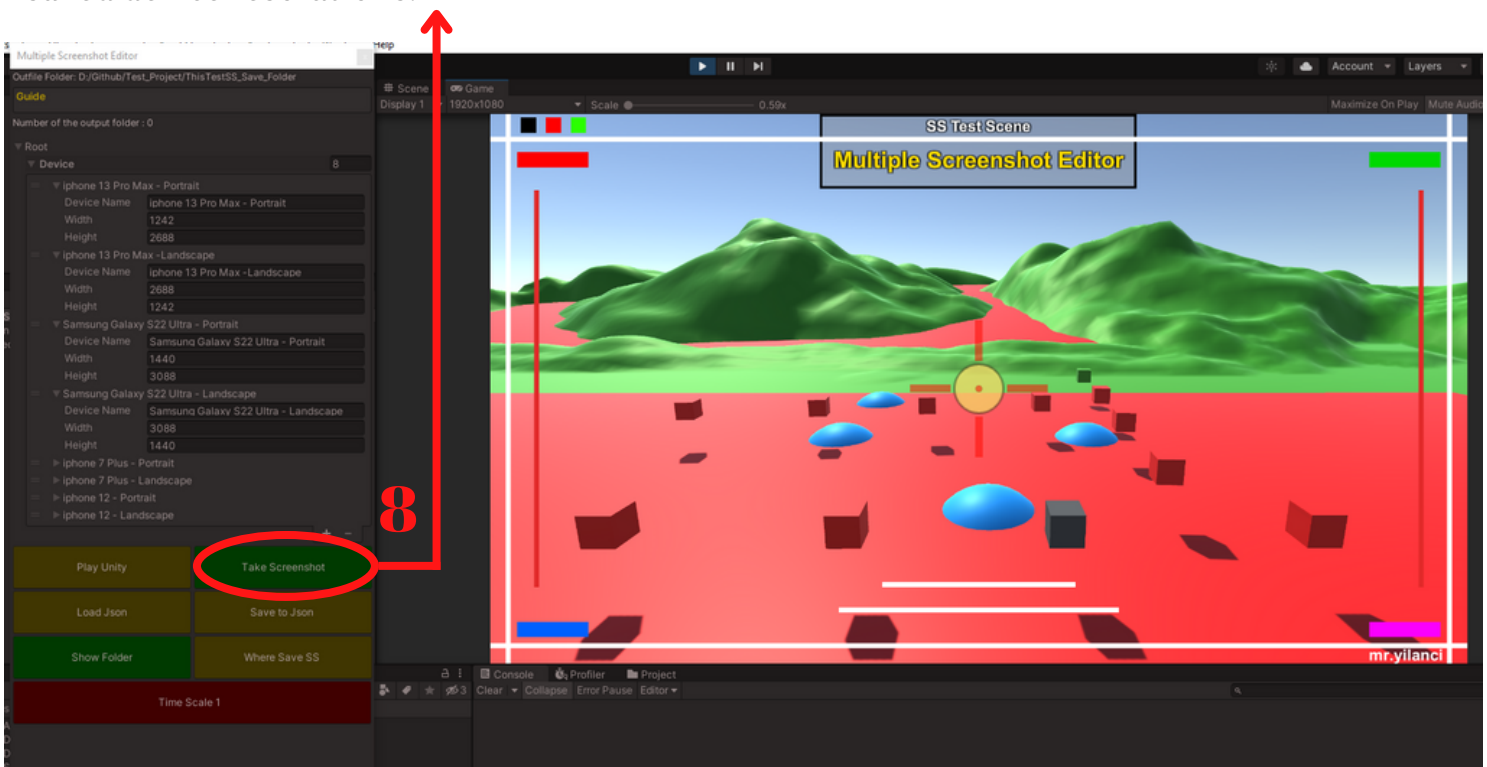 Help
Multiple Screenshot Editor
Outfile Folder: D:/Github/Test_Project/ThisTestSS_Save_Folder
Guide
Number of the output folder : 0
Root
Device 8
iphone 13 Pro Max - Portrait
Device Name iphone 13 Pro Max - Portrait
Width 1242
Height 2688
iphone 13 Pro Max -Landscape
Device Name iphone 13 Pro Max -Landscape
Width 2688
Height 1242
Samsung Galaxy S22 Ultra - Portrait
Device Name Samsung Galaxy S22 Ultra - Portrait
Width 1440
Height 3088
Samsung Galaxy S22 Ultra - Landscape
Device Name Samsung Galaxy S22 Ultra - Landscape
Width 3088
Height 1440
iphone 7 Plus - Portrait
iphone 7 Plus - Landscape
iphone 12 - Portrait
iphone 12 - Landscape
+ -
Play Unity Take Screenshot
Load Json Save to Json
Show Folder Where Save SS
Time Scale 1
8
Account Layers
Scene Game
Display 1 1920x1080 Scale 0.59x Maximize On Play Mute Audio
SS Test Scene
Multiple Screenshot Editor
mr.yilanci
Console Profiler Project
3 Clear Collapse Error Pause Editor